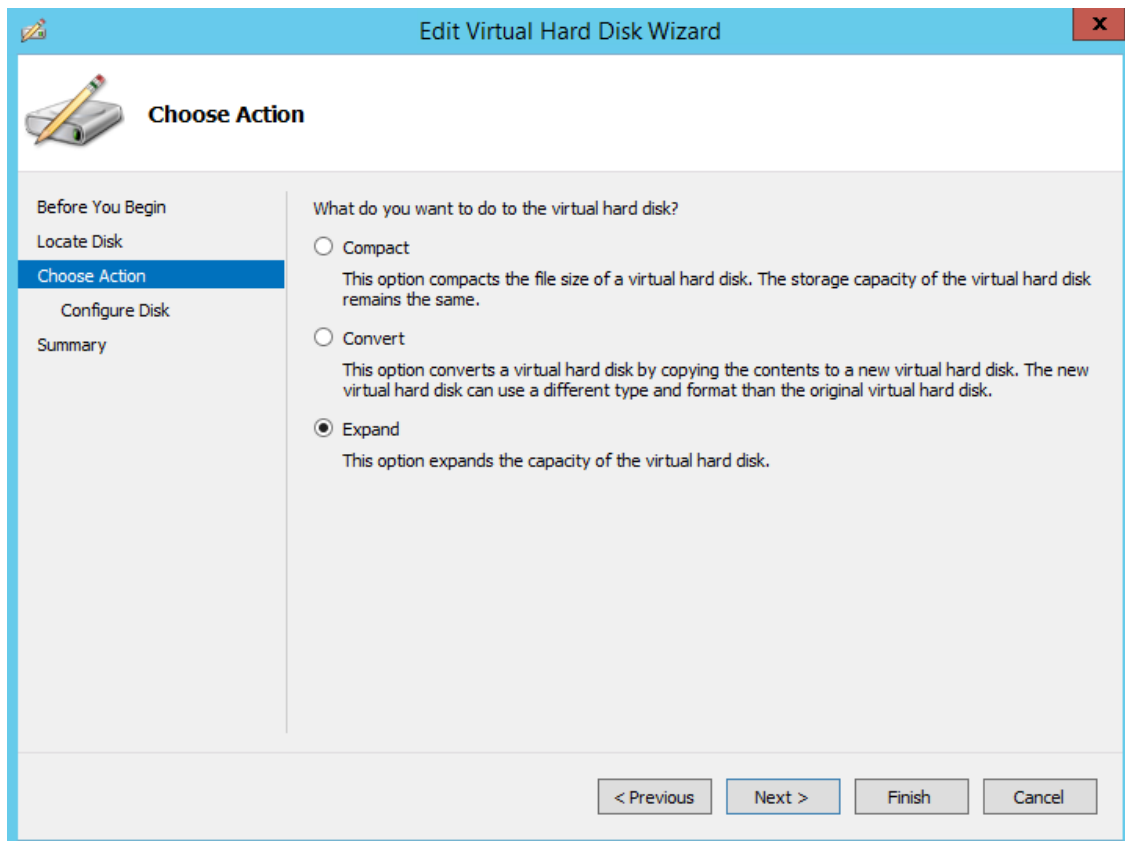 Edit Virtual Hard Disk Wizard
x
Choose Action
Before You Begin
Locate Disk
Choose Action
Configure Disk
Summary
What do you want to do to the virtual hard disk?
Compact
This option compacts the file size of a virtual hard disk. The storage capacity of the virtual hard disk
remains the same.
Convert
This option converts a virtual hard disk by copying the contents to a new virtual hard disk. The new
virtual hard disk can use a different type and format than the original virtual hard disk.
Expand
This option expands the capacity of the virtual hard disk.
< Previous
Next >
Finish
Cancel